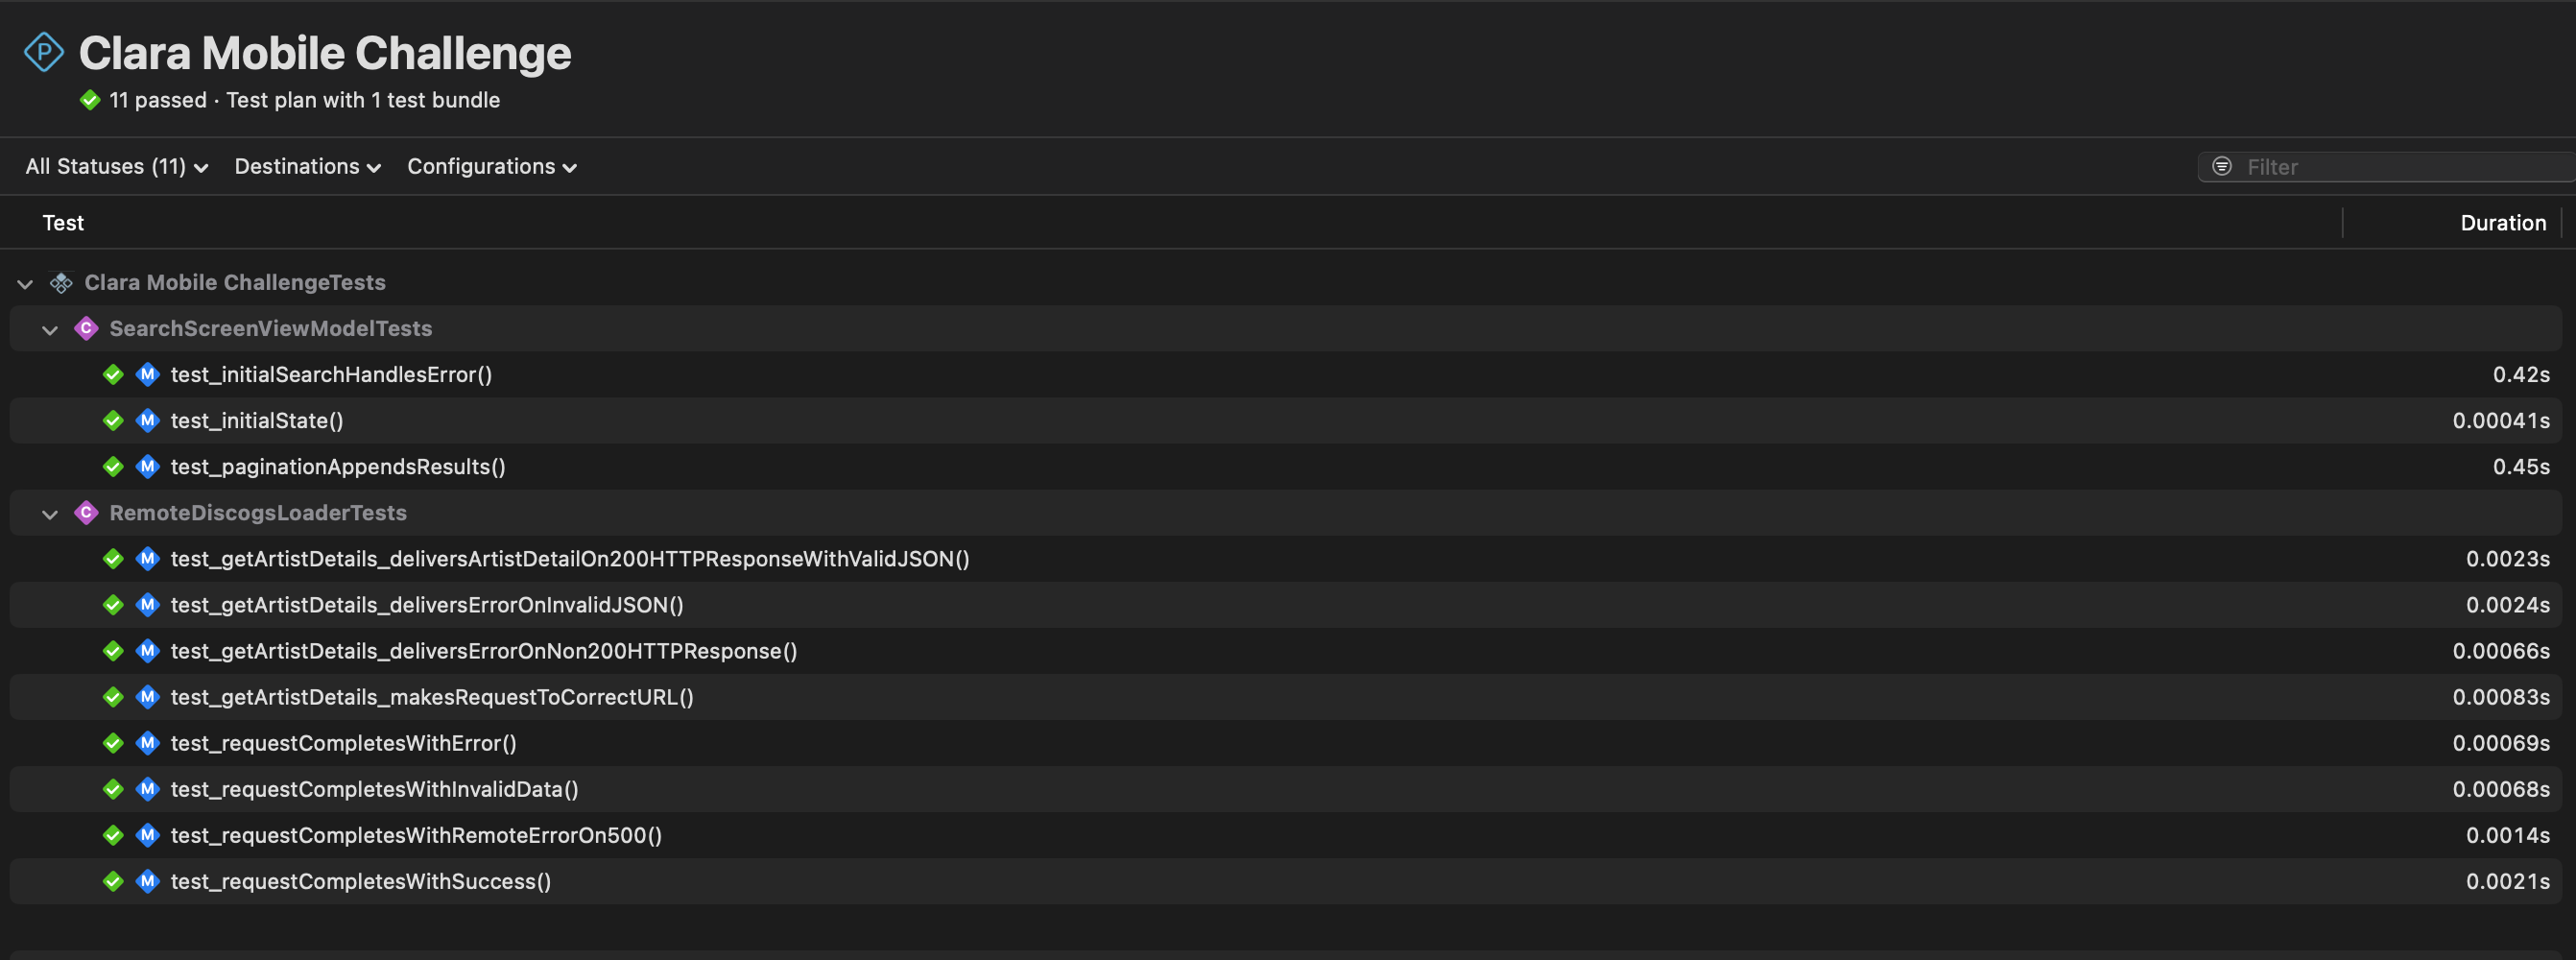 P Clara Mobile Challenge
11 passed · Test plan with 1 test bundle
All Statuses (11) Destinations Configurations Filter
Test Duration
Clara Mobile ChallengeTests
C SearchScreenViewModelTests
M test_initialSearchHandlesError() 0.42s
M test_initialState() 0.00041s
M test_paginationAppendsResults() 0.45s
C RemoteDiscogsLoaderTests
M test_getArtistDetails_deliversArtistDetailOn200HTTPResponseWithValidJSON() 0.0023s
M test_getArtistDetails_deliversErrorOnInvalidJSON() 0.0024s
M test_getArtistDetails_deliversErrorOnNon200HTTPResponse() 0.00066s
M test_getArtistDetails_makesRequestToCorrectURL() 0.00083s
M test_requestCompletesWithError() 0.00069s
M test_requestCompletesWithInvalidData() 0.00068s
M test_requestCompletesWithRemoteErrorOn500() 0.0014s
M test_requestCompletesWithSuccess() 0.0021s